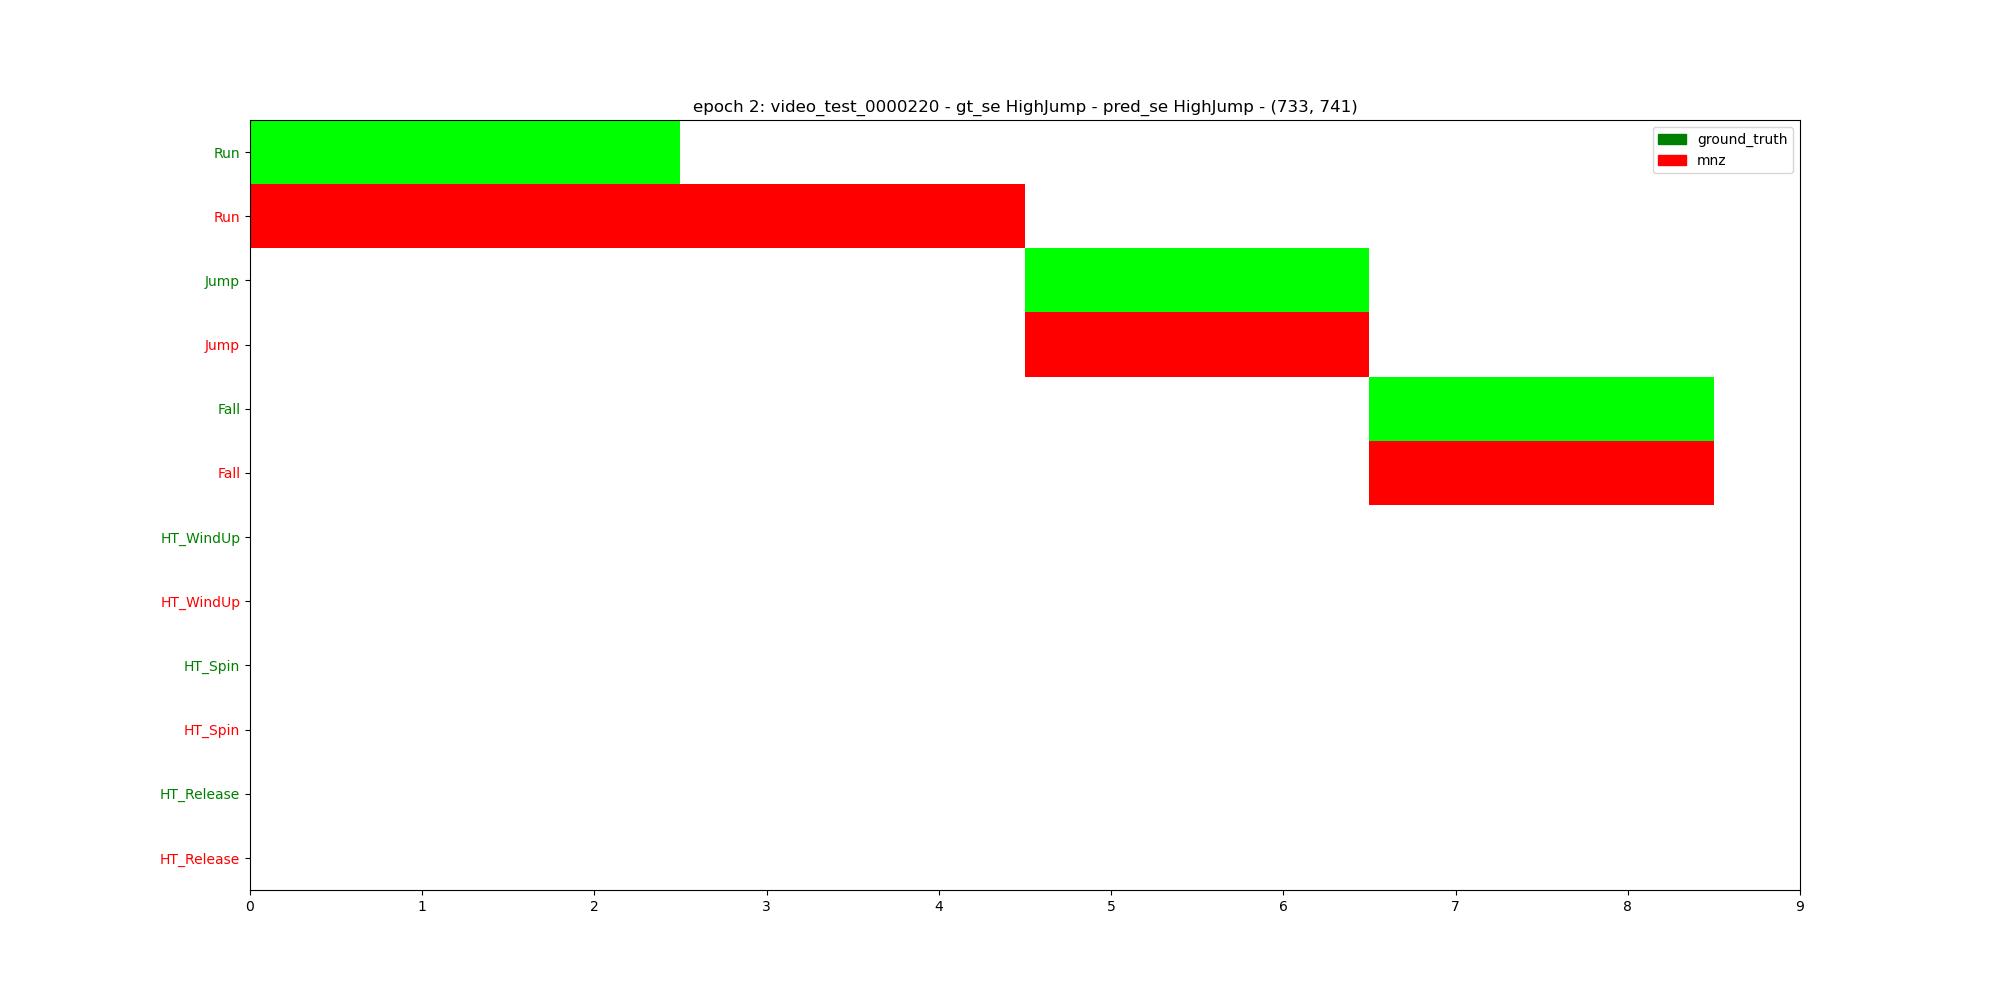 epoch 2: video_test_0000220 - gt_se HighJump - pred_se HighJump - (733, 741)
ground_truth
mnz
Run
Run
Jump
Jump
Fall
Fall
HT_WindUp
HT_WindUp
HT_Spin
HT_Spin
HT_Release
HT_Release
0 1 2 3 4 5 6 7 8 9